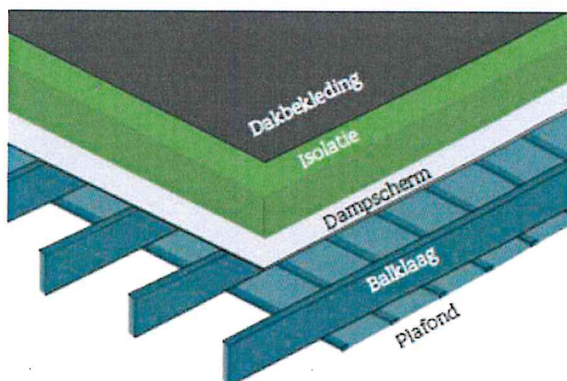 Dakbekleding
Isolatie
Dampscherm
Balklaag
Plafond